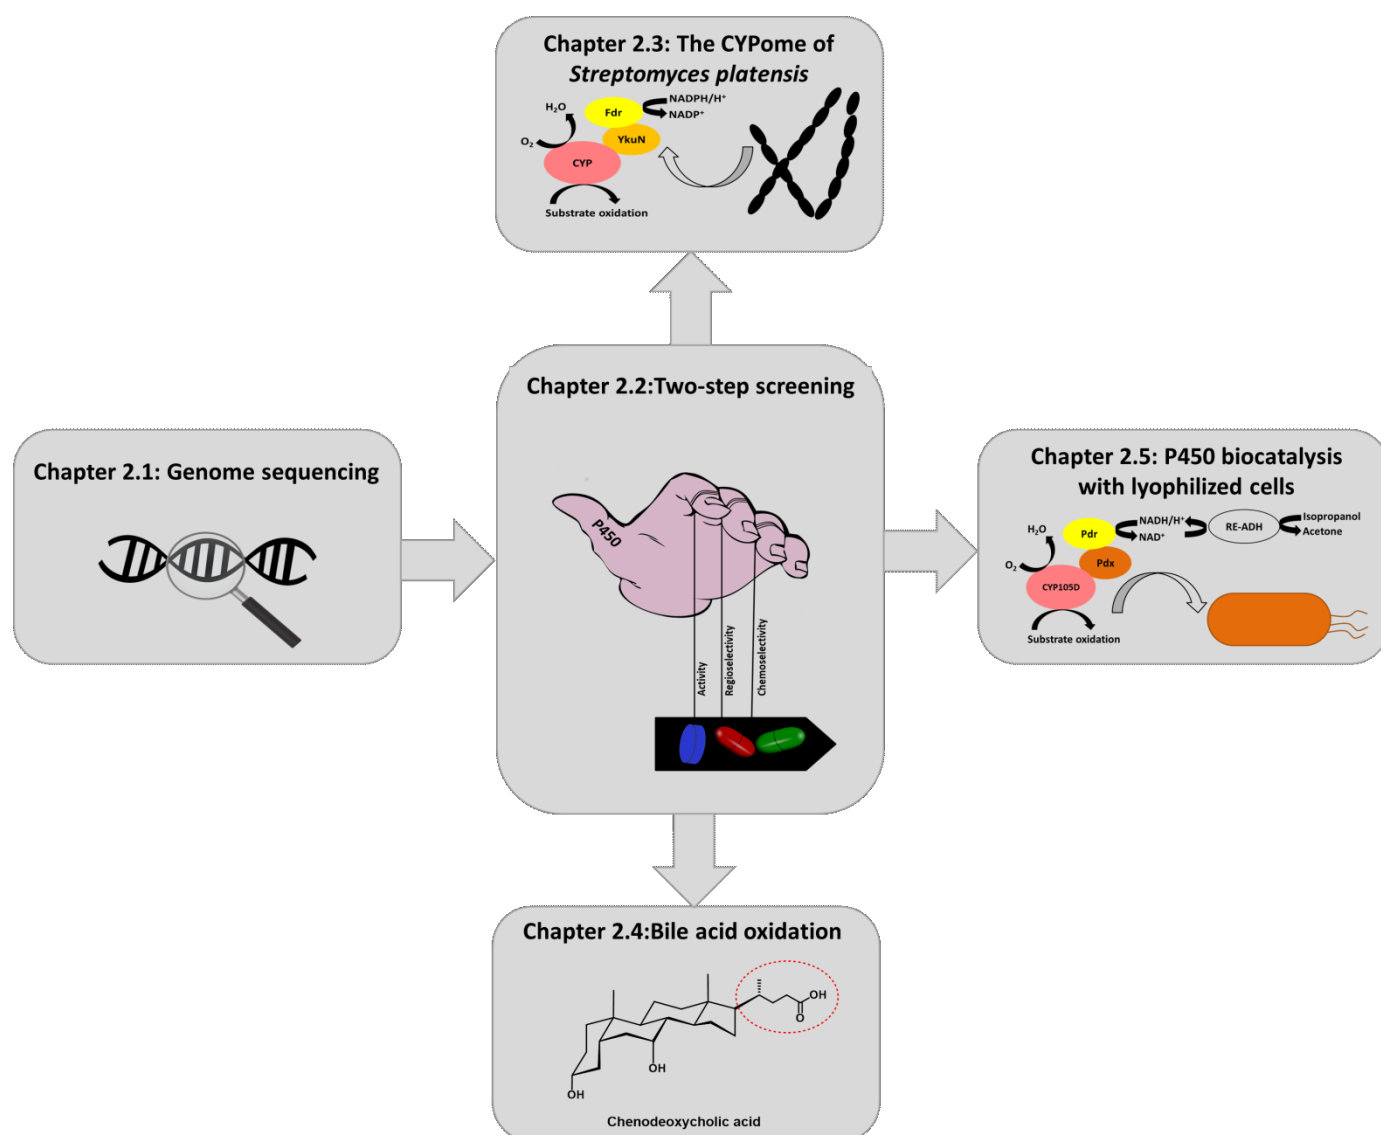 Chapter 2.3: The CYPome of
Streptomyces platensis
NADPH/H⁺
NADP⁺
H₂O
Fdr
YkuN
O₂
CYP
Substrate oxidation
Chapter 2.2:Two-step screening
P450
Activity
Regioselectivity
Chemoselectivity
Chapter 2.1: Genome sequencing
Chapter 2.5: P450 biocatalysis
with lyophilized cells
H₂O
Pdr
NADH/H⁺
NAD⁺
RE-ADH
Isopropanol
Acetone
Pdx
O₂
CYP105D
Substrate oxidation
Chapter 2.4:Bile acid oxidation
OH
O
OH
OH
Chenodeoxycholic acid